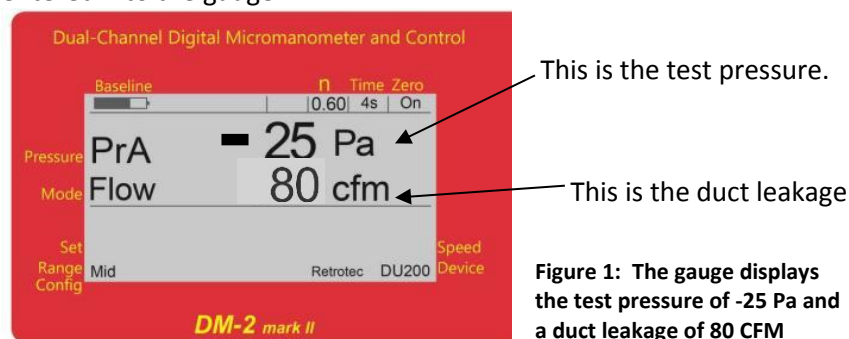 Dual-Channel Digital Micromanometer and Control
This is the test pressure.
Baseline n Time Zero
0.60 4s On
Pressure PrA - 25 Pa
Mode Flow 80 cfm
This is the duct leakage
Set
Range Mid Retrotec DU200
Config
Speed
Device
DM-2 mark II
Figure 1: The gauge displays
the test pressure of -25 Pa and
a duct leakage of 80 CFM